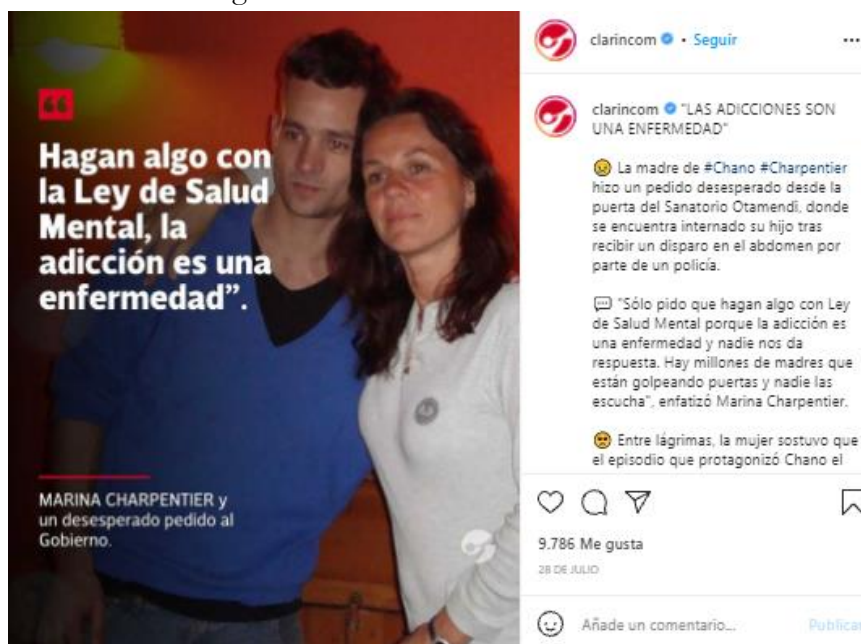 Hagan algo con
la Ley de Salud
Mental, la
adicción es una
enfermedad”.
MARINA CHARPENTIER y
un desesperado pedido al
Gobierno.
clarincom • Seguir
clarincom "LAS ADICCIONES SON
UNA ENFERMEDAD"
La madre de #Chano #Charpentier
hizo un pedido desesperado desde la
puerta del Sanatorio Otamendi, donde
se encuentra internado su hijo tras
recibir un disparo en el abdomen por
parte de un policía.
"Sólo pido que hagan algo con Ley
de Salud Mental porque la adicción es
una enfermedad y nadie nos da
respuesta. Hay millones de madres que
están golpeando puertas y nadie las
escucha", enfatizó Marina Charpentier.
Entre lágrimas, la mujer sostuvo que
el episodio que protagonizó Chano el
9.786 Me gusta
28 DE JULIO
Añade un comentario... Publicar